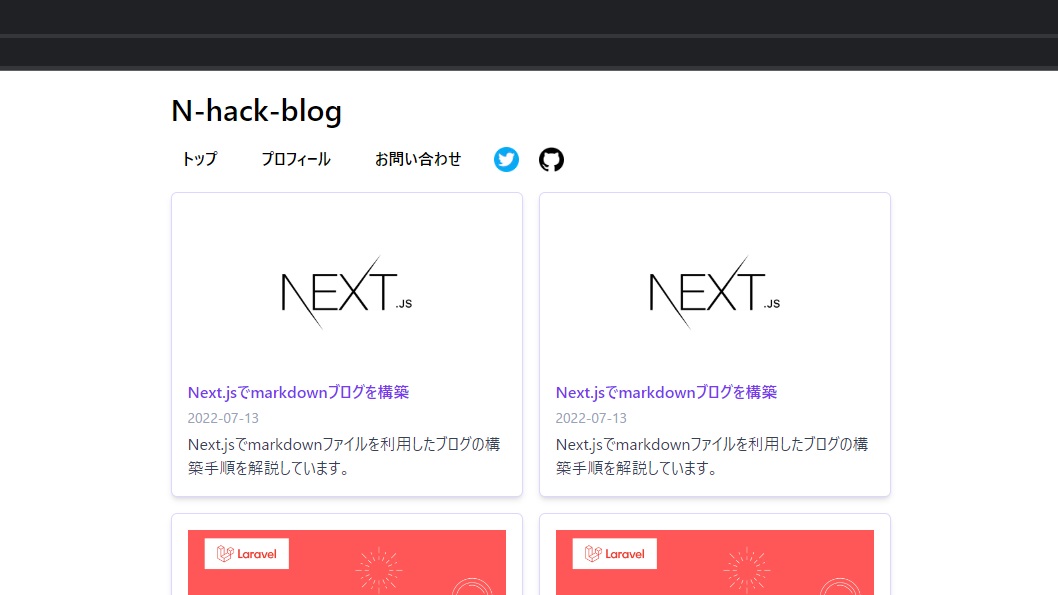 N-hack-blog
トップ プロフィール お問い合わせ
NEXT.JS
Next.jsでmarkdownブログを構築
2022-07-13
Next.jsでmarkdownファイルを利用したブログの構
築手順を解説しています。
NEXT.JS
Next.jsでmarkdownブログを構築
2022-07-13
Next.jsでmarkdownファイルを利用したブログの構
築手順を解説しています。
Laravel
Laravel